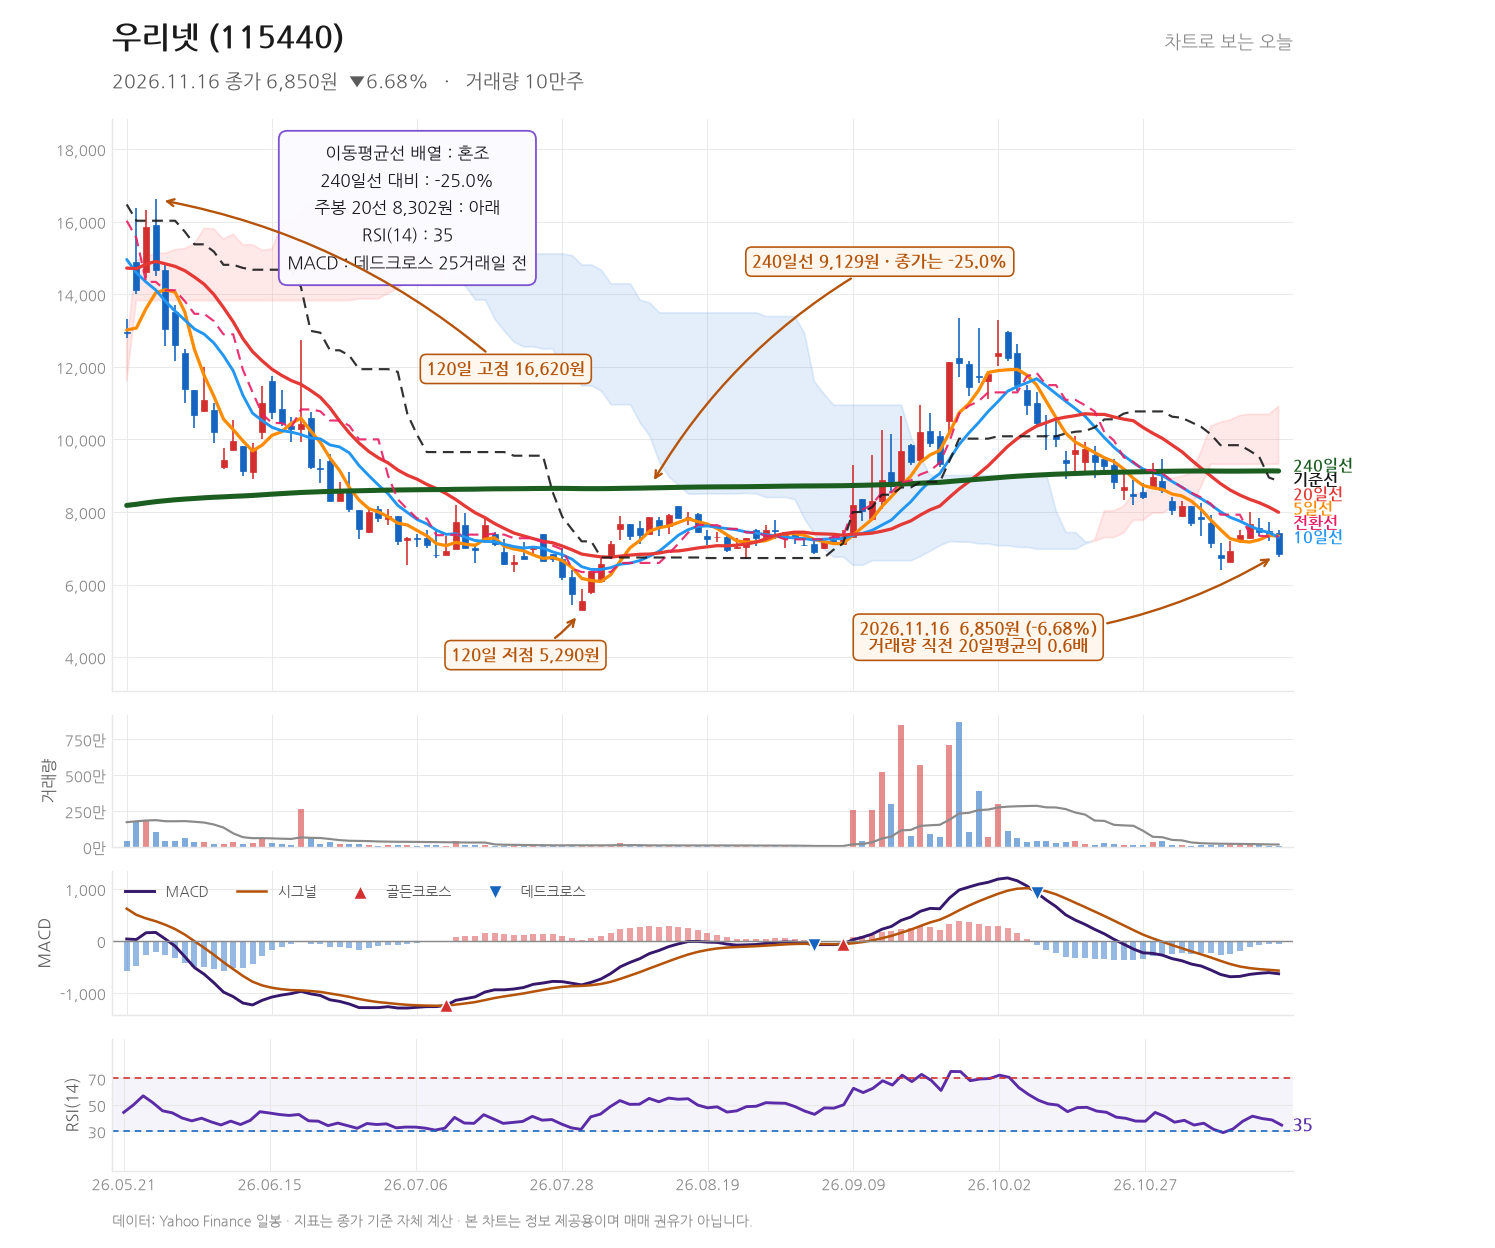 우리넷 (115440)
차트로 보는 오늘
2026.11.16 종가 6,850원 ▼6.68% · 거래량 10만주
이동평균선 배열 : 혼조
240일선 대비 : -25.0%
주봉 20선 8,302원 : 아래
RSI(14) : 35
MACD : 데드크로스 25거래일 전
240일선 9,129원 · 종가는 -25.0%
120일 고점 16,620원
120일 저점 5,290원
2026.11.16 6,850원 (-6.68%)
거래량 직전 20일평균의 0.6배
18,000
16,000
14,000
12,000
10,000
8,000
6,000
4,000
240일선
기준선
20일선
5일선
전환선
10일선
거래량
750만
500만
250만
0만
MACD
1,000
0
-1,000
MACD
시그널
▲ 골든크로스
▼ 데드크로스
RSI(14)
70
50
30
35
26.05.21
26.06.15
26.07.06
26.07.28
26.08.19
26.09.09
26.10.02
26.10.27
데이터: Yahoo Finance 일봉 · 지표는 종가 기준 자체 계산 · 본 차트는 정보 제공용이며 매매 권유가 아닙니다.